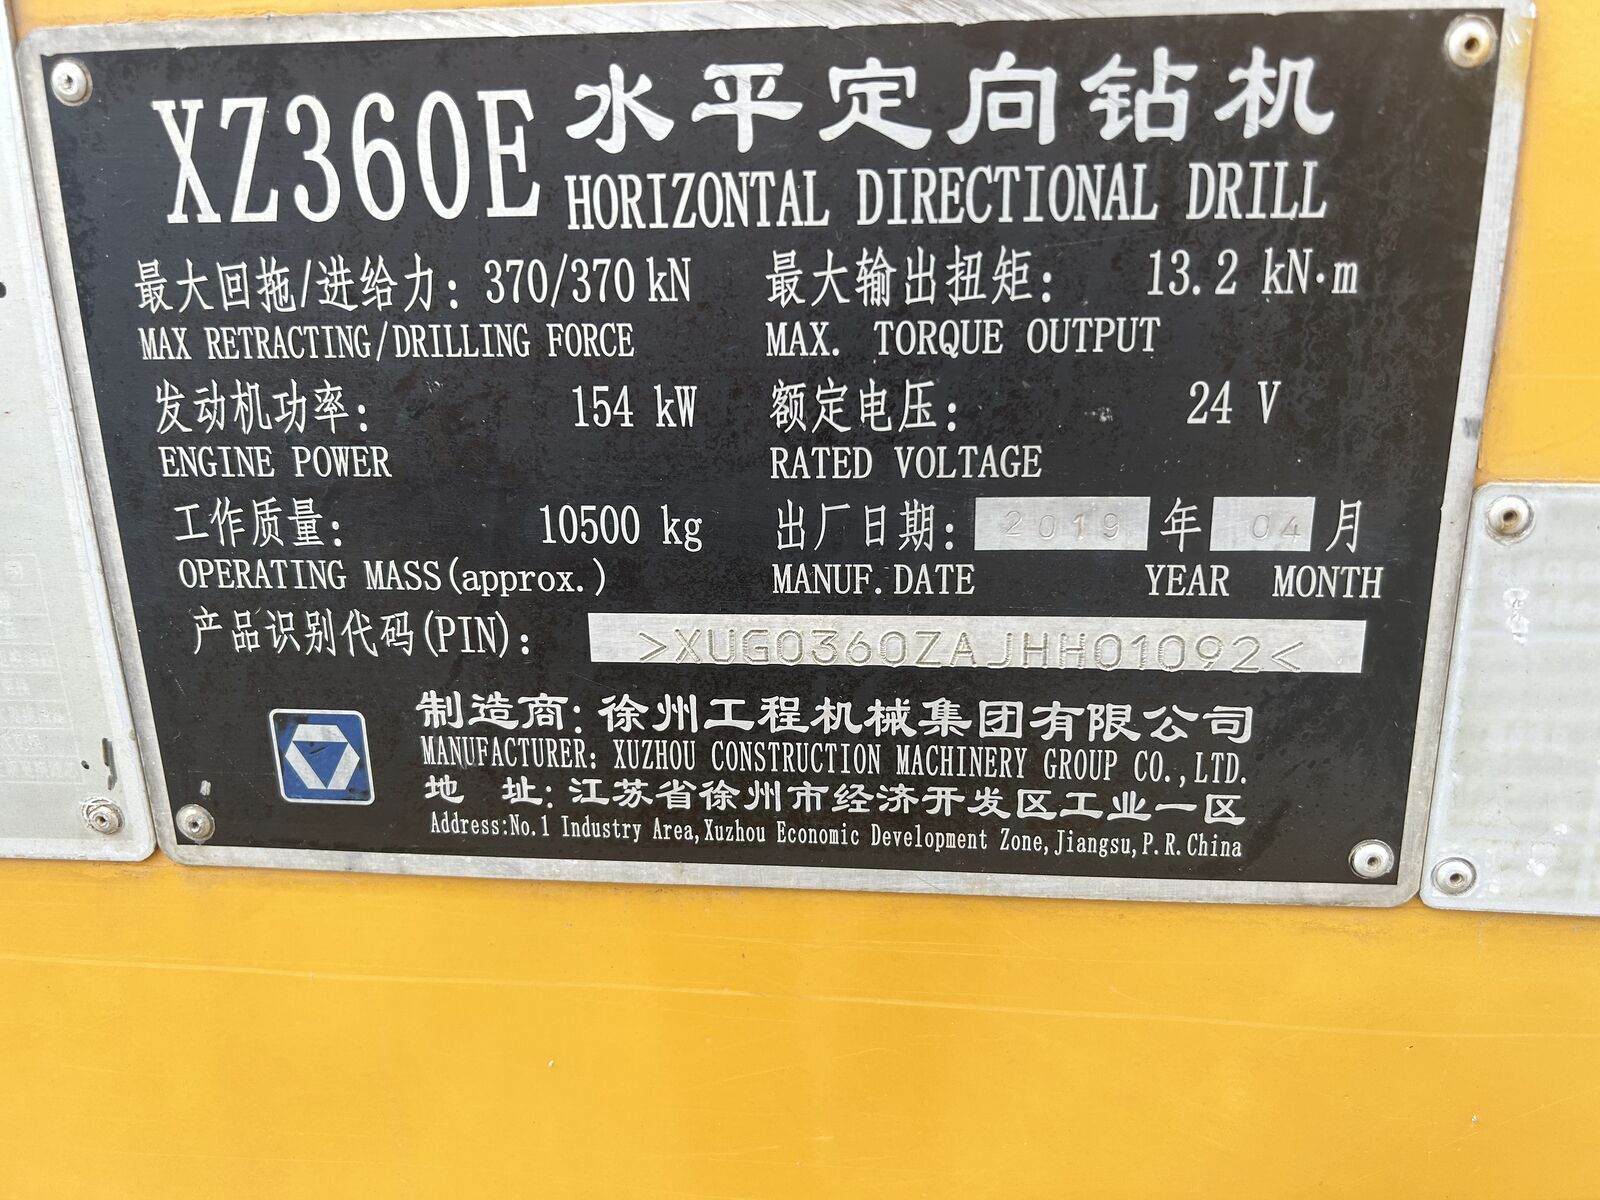 XZ360E 水平定向钻机
HORIZONTAL DIRECTIONAL DRILL
最大回拖/进给力: 370/370 kN 最大输出扭矩: 13.2 kN·m
MAX RETRACTING/DRILLING FORCE MAX. TORQUE OUTPUT
发动机功率: 154 kW 额定电压: 24 V
ENGINE POWER RATED VOLTAGE
工作质量: 10500 kg 出厂日期: 2019 年 04 月
OPERATING MASS(approx.) MANUF. DATE YEAR MONTH
产品识别代码(PIN): >XUG0360ZAJHH01092<
制造商: 徐州工程机械集团有限公司
MANUFACTURER: XUZHOU CONSTRUCTION MACHINERY GROUP CO.,LTD.
地 址: 江苏省徐州市经济开发区工业一区
Address:No.1 Industry Area,Xuzhou Economic Development Zone,Jiangsu,P.R.China